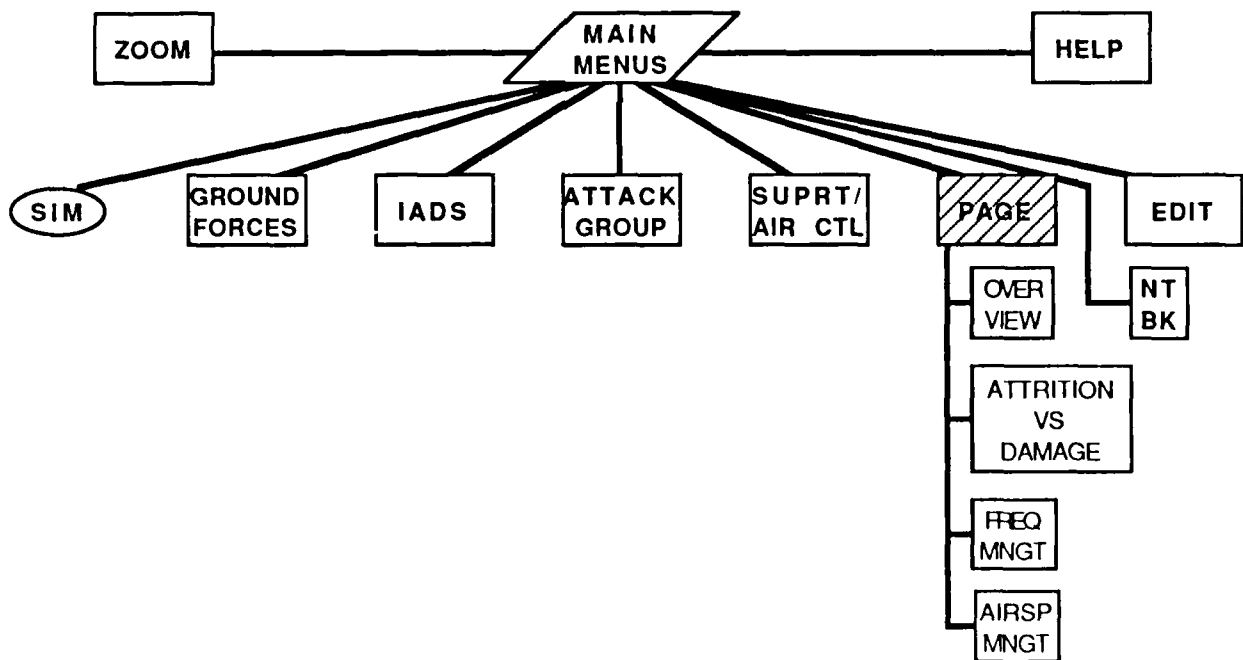 ZOOM
MAIN
MENUS
HELP
SIM
GROUND
FORCES
IADS
ATTACK
GROUP
SUPRT/
AIR CTL
PAGE
EDIT
OVER
VIEW
NT
BK
ATTRITION
VS
DAMAGE
FREQ
MNGT
AIRSP
MNGT